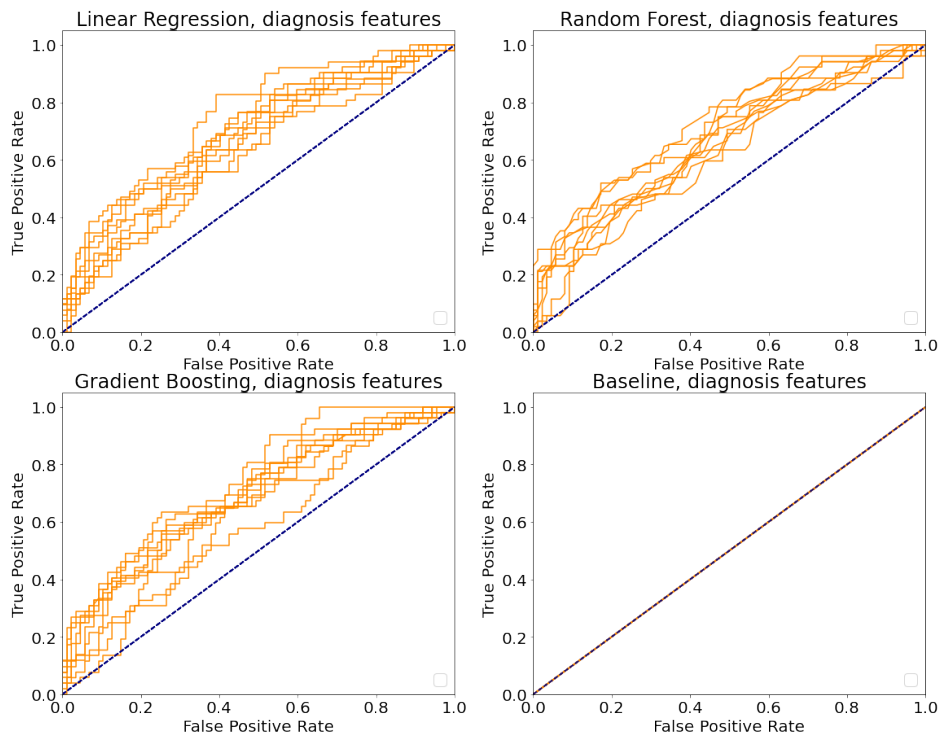 Linear Regression, diagnosis features
True Positive Rate
1.0
0.8
0.6
0.4
0.2
0.0
0.0 0.2 0.4 0.6 0.8 1.0
False Positive Rate
Random Forest, diagnosis features
True Positive Rate
1.0
0.8
0.6
0.4
0.2
0.0
0.0 0.2 0.4 0.6 0.8 1.0
False Positive Rate
Gradient Boosting, diagnosis features
True Positive Rate
1.0
0.8
0.6
0.4
0.2
0.0
0.0 0.2 0.4 0.6 0.8 1.0
False Positive Rate
Baseline, diagnosis features
True Positive Rate
1.0
0.8
0.6
0.4
0.2
0.0
0.0 0.2 0.4 0.6 0.8 1.0
False Positive Rate